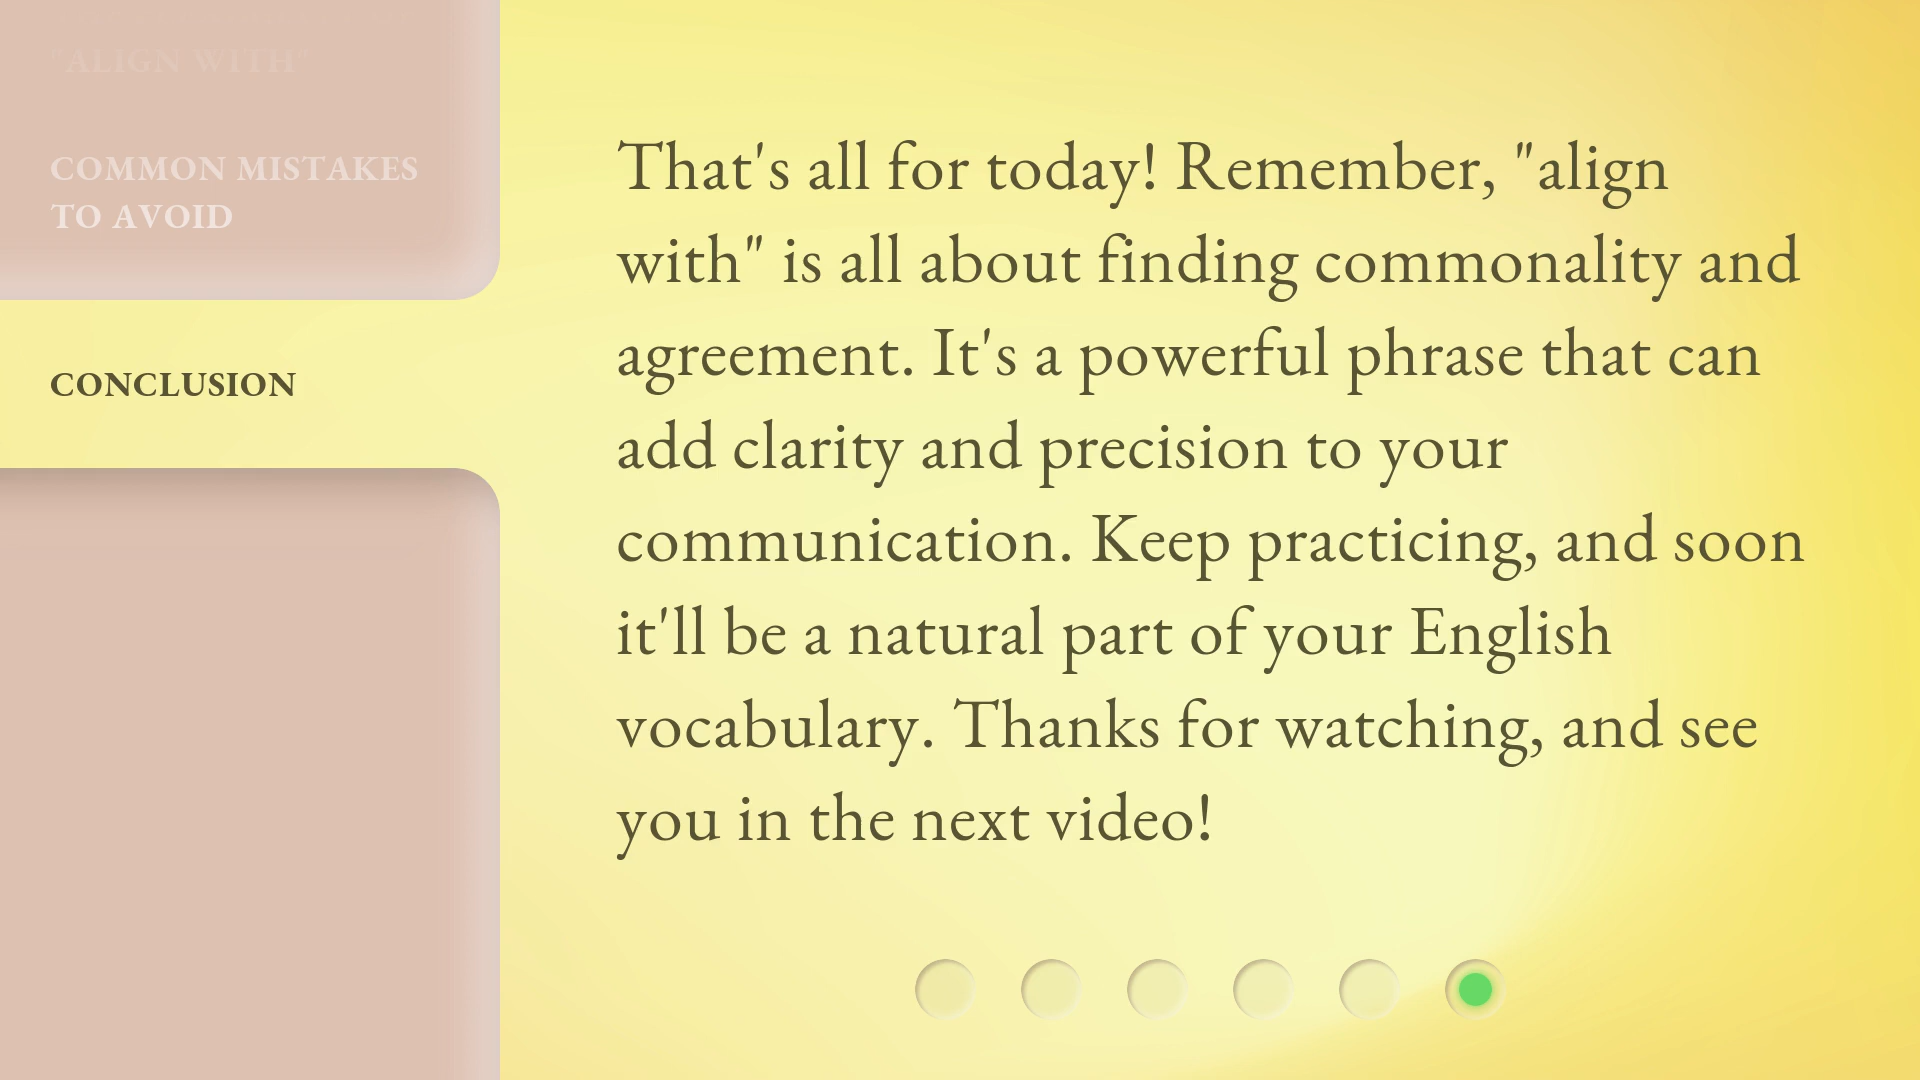 "ALIGN WITH"
COMMON MISTAKES
TO AVOID
CONCLUSION
That's all for today! Remember, "align
with" is all about finding commonality and
agreement. It's a powerful phrase that can
add clarity and precision to your
communication. Keep practicing, and soon
it'll be a natural part of your English
vocabulary. Thanks for watching, and see
you in the next video!